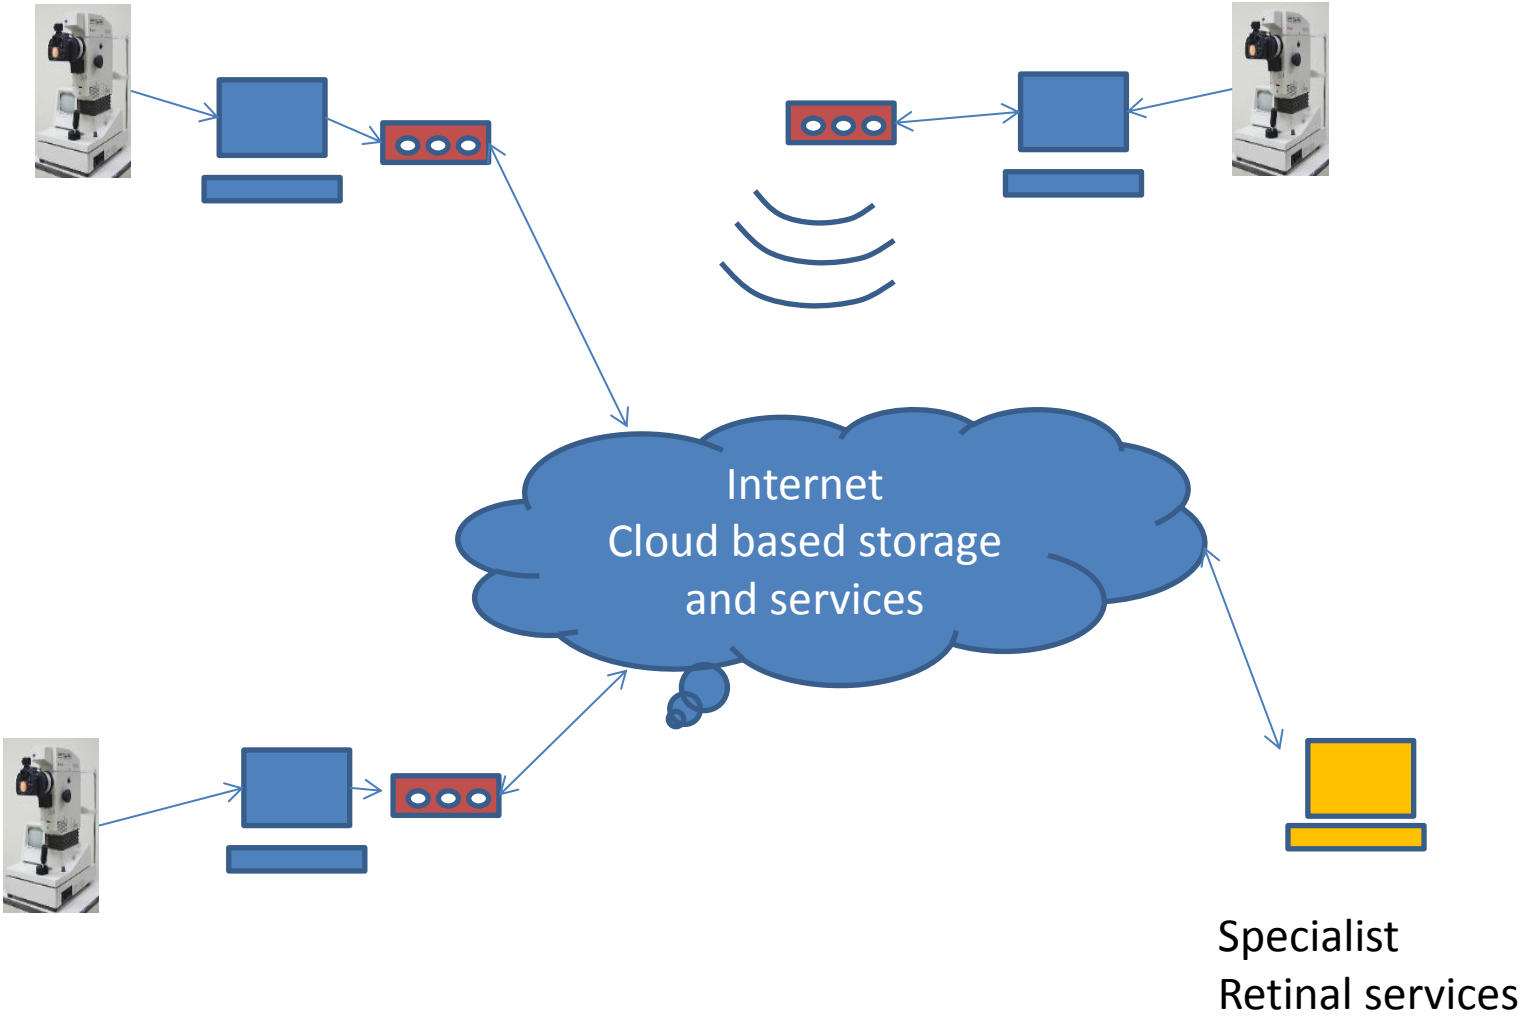 Internet
Cloud based storage
and services
Specialist
Retinal services